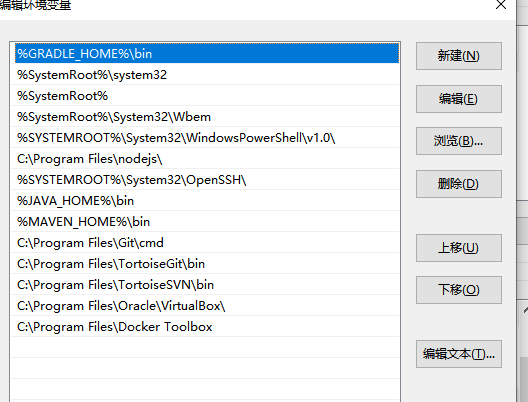 编辑环境变量
%GRADLE_HOME%\bin
%SystemRoot%\system32
%SystemRoot%
%SystemRoot%\System32\Wbem
%SYSTEMROOT%\System32\WindowsPowerShell\v1.0\
C:\Program Files\nodejs\
%SYSTEMROOT%\System32\OpenSSH\
%JAVA_HOME%\bin
%MAVEN_HOME%\bin
C:\Program Files\Git\cmd
C:\Program Files\TortoiseGit\bin
C:\Program Files\TortoiseSVN\bin
C:\Program Files\Oracle\VirtualBox\
C:\Program Files\Docker Toolbox
新建(N)
编辑(E)
浏览(B)...
删除(D)
上移(U)
下移(O)
编辑文本(T)...